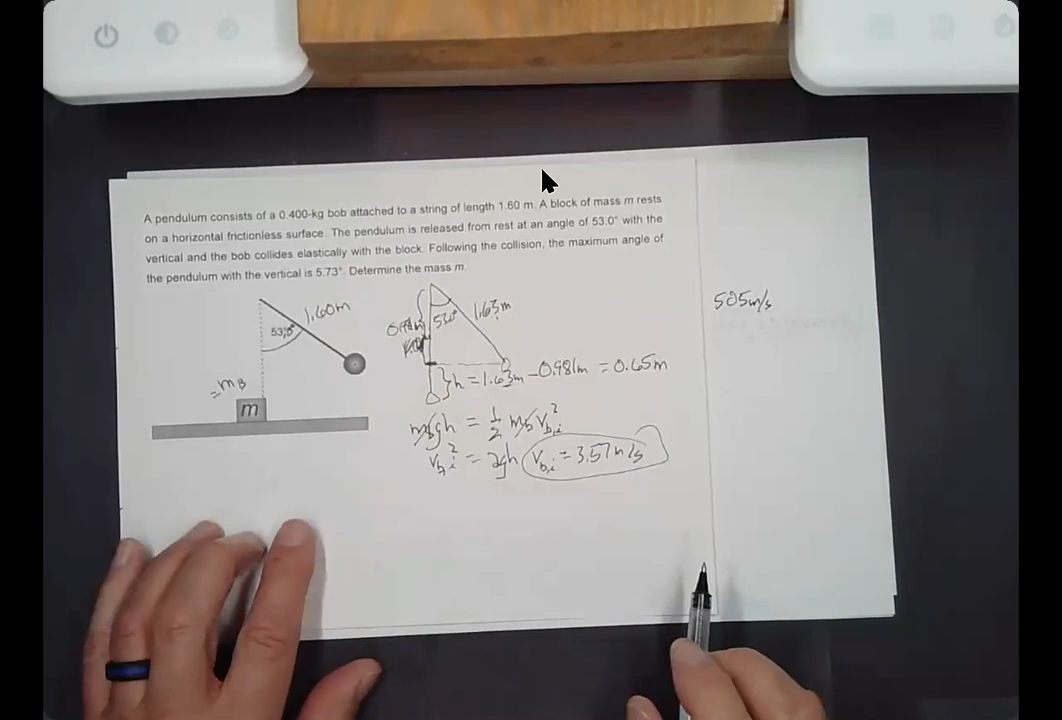 A pendulum consists of a 0.400-kg bob attached to a string of length 1.60 m. A block of mass m rests
on a horizontal frictionless surface. The pendulum is released from rest at an angle of 53.0° with the
vertical and the bob collides elastically with the block. Following the collision, the maximum angle of
the pendulum with the vertical is 5.73°. Determine the mass m.
1.60m
53.0°
= mB
m
53.0°
1.63m
}h = 1.63m - 0.981m = 0.65m
mbgh = 1/2 mbvb,i²
vb,i² = 2gh
vb,i = 3.57m/s
505m/s